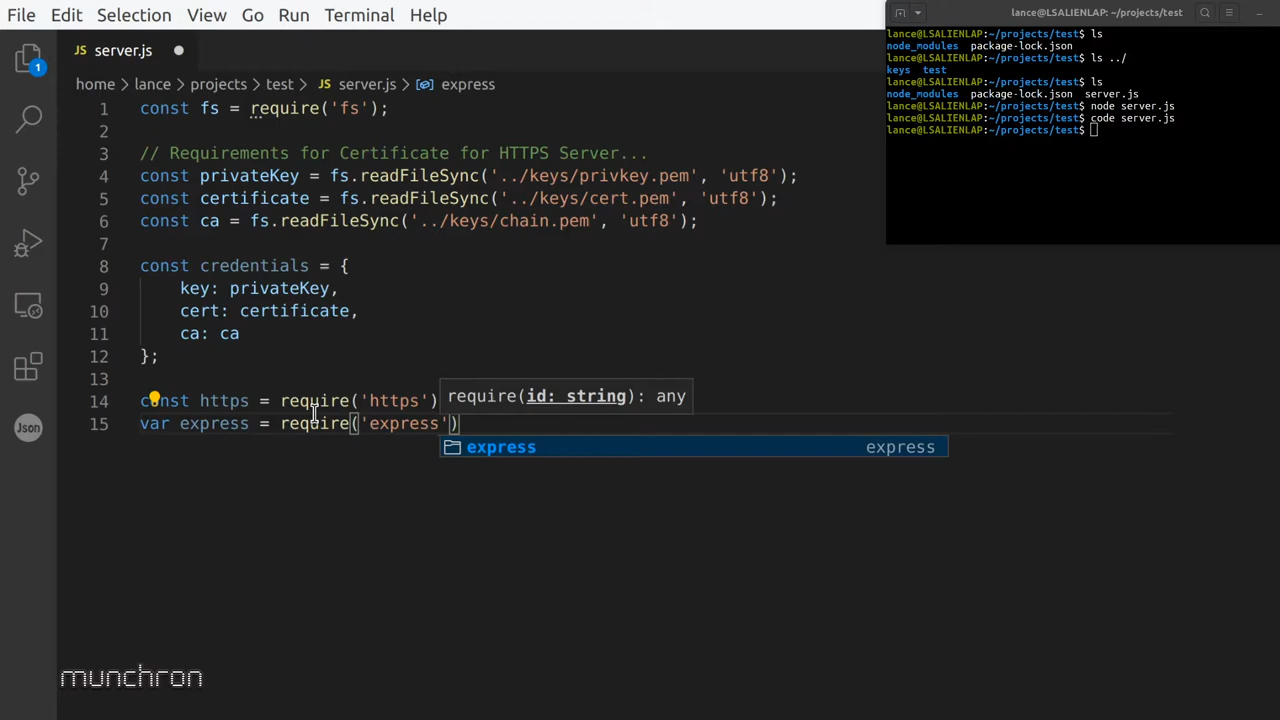 File Edit Selection View Go Run Terminal Help
lance@LSALIENLAP: ~/projects/test
JS server.js
home > lance > projects > test > JS server.js > express
1 const fs = require('fs');
2
3 // Requirements for Certificate for HTTPS Server...
4 const privateKey = fs.readFileSync('../keys/privkey.pem', 'utf8');
5 const certificate = fs.readFileSync('../keys/cert.pem', 'utf8');
6 const ca = fs.readFileSync('../keys/chain.pem', 'utf8');
7
8 const credentials = {
9 key: privateKey,
10 cert: certificate,
11 ca: ca
12 };
13
14 const https = require('https')
15 var express = require('express')
require(id: string): any
express express
lance@LSALIENLAP:~/projects/test$ ls
node_modules package-lock.json
lance@LSALIENLAP:~/projects/test$ ls ../
keys test
lance@LSALIENLAP:~/projects/test$ ls
node_modules package-lock.json server.js
lance@LSALIENLAP:~/projects/test$ node server.js
lance@LSALIENLAP:~/projects/test$ code server.js
lance@LSALIENLAP:~/projects/test$
1
Json
munchron